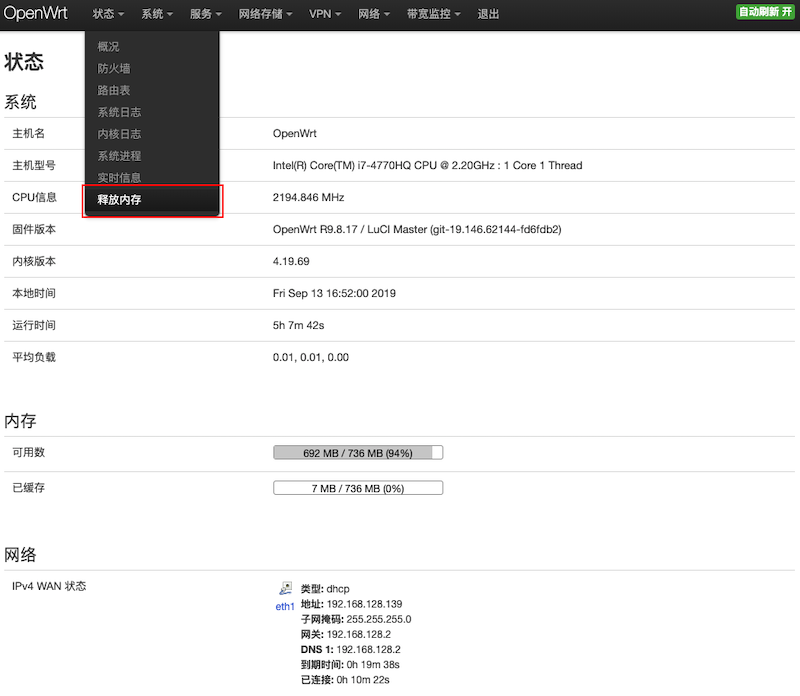 OpenWrt 状态 系统 服务 网络存储 VPN 网络 带宽监控 退出 自动刷新 开
概况
防火墙
路由表
系统日志
内核日志
系统进程
实时信息
释放内存
状态
系统
主机名 OpenWrt
主机型号 Intel(R) Core(TM) i7-4770HQ CPU @ 2.20GHz : 1 Core 1 Thread
CPU信息 2194.846 MHz
固件版本 OpenWrt R9.8.17 / LuCI Master (git-19.146.62144-fd6fdb2)
内核版本 4.19.69
本地时间 Fri Sep 13 16:52:00 2019
运行时间 5h 7m 42s
平均负载 0.01, 0.01, 0.00
内存
可用数 692 MB / 736 MB (94%)
已缓存 7 MB / 736 MB (0%)
网络
IPv4 WAN 状态 类型: dhcp
eth1 地址: 192.168.128.139
子网掩码: 255.255.255.0
网关: 192.168.128.2
DNS 1: 192.168.128.2
到期时间: 0h 19m 38s
已连接: 0h 10m 22s